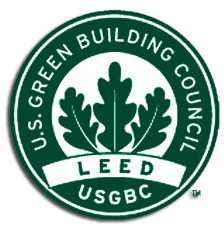 U.S. GREEN BUILDING COUNCIL
LEED
USGBC
TM